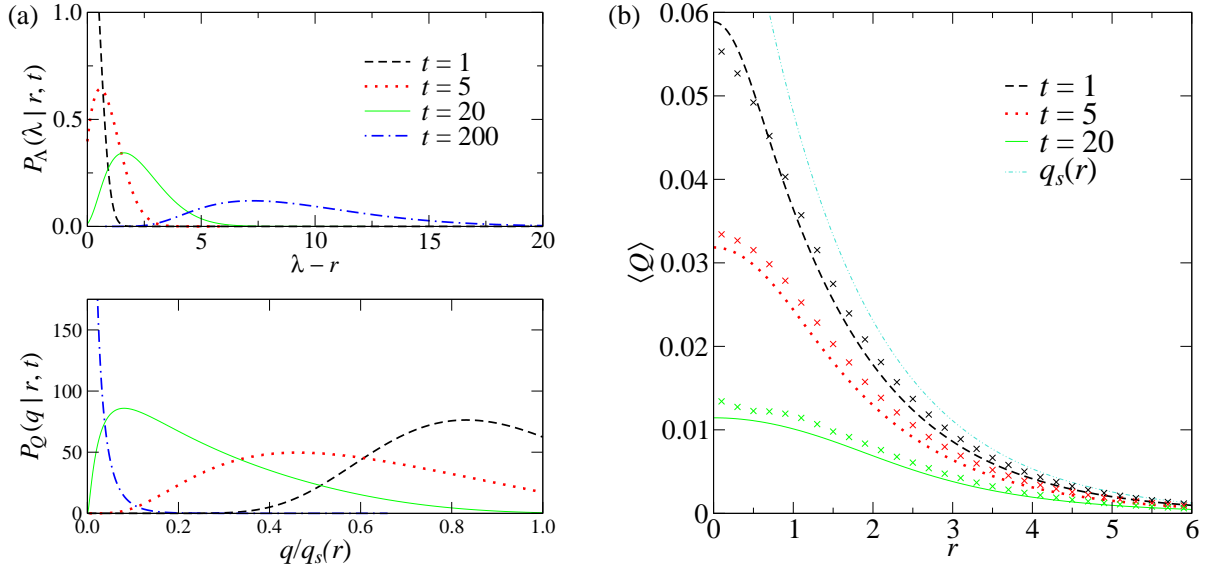 (a)
1.0
0.5
0.0
P_Λ(λ | r, t)
t = 1
t = 5
t = 20
t = 200
0 5 10 15 20
λ – r
150
100
50
0
P_Q(q | r, t)
0.0 0.2 0.4 0.6 0.8 1.0
q/q_s(r)
(b)
0.06
0.05
0.04
0.03
0.02
0.01
0
⟨Q⟩
t = 1
t = 5
t = 20
q_s(r)
0 1 2 3 4 5 6
r